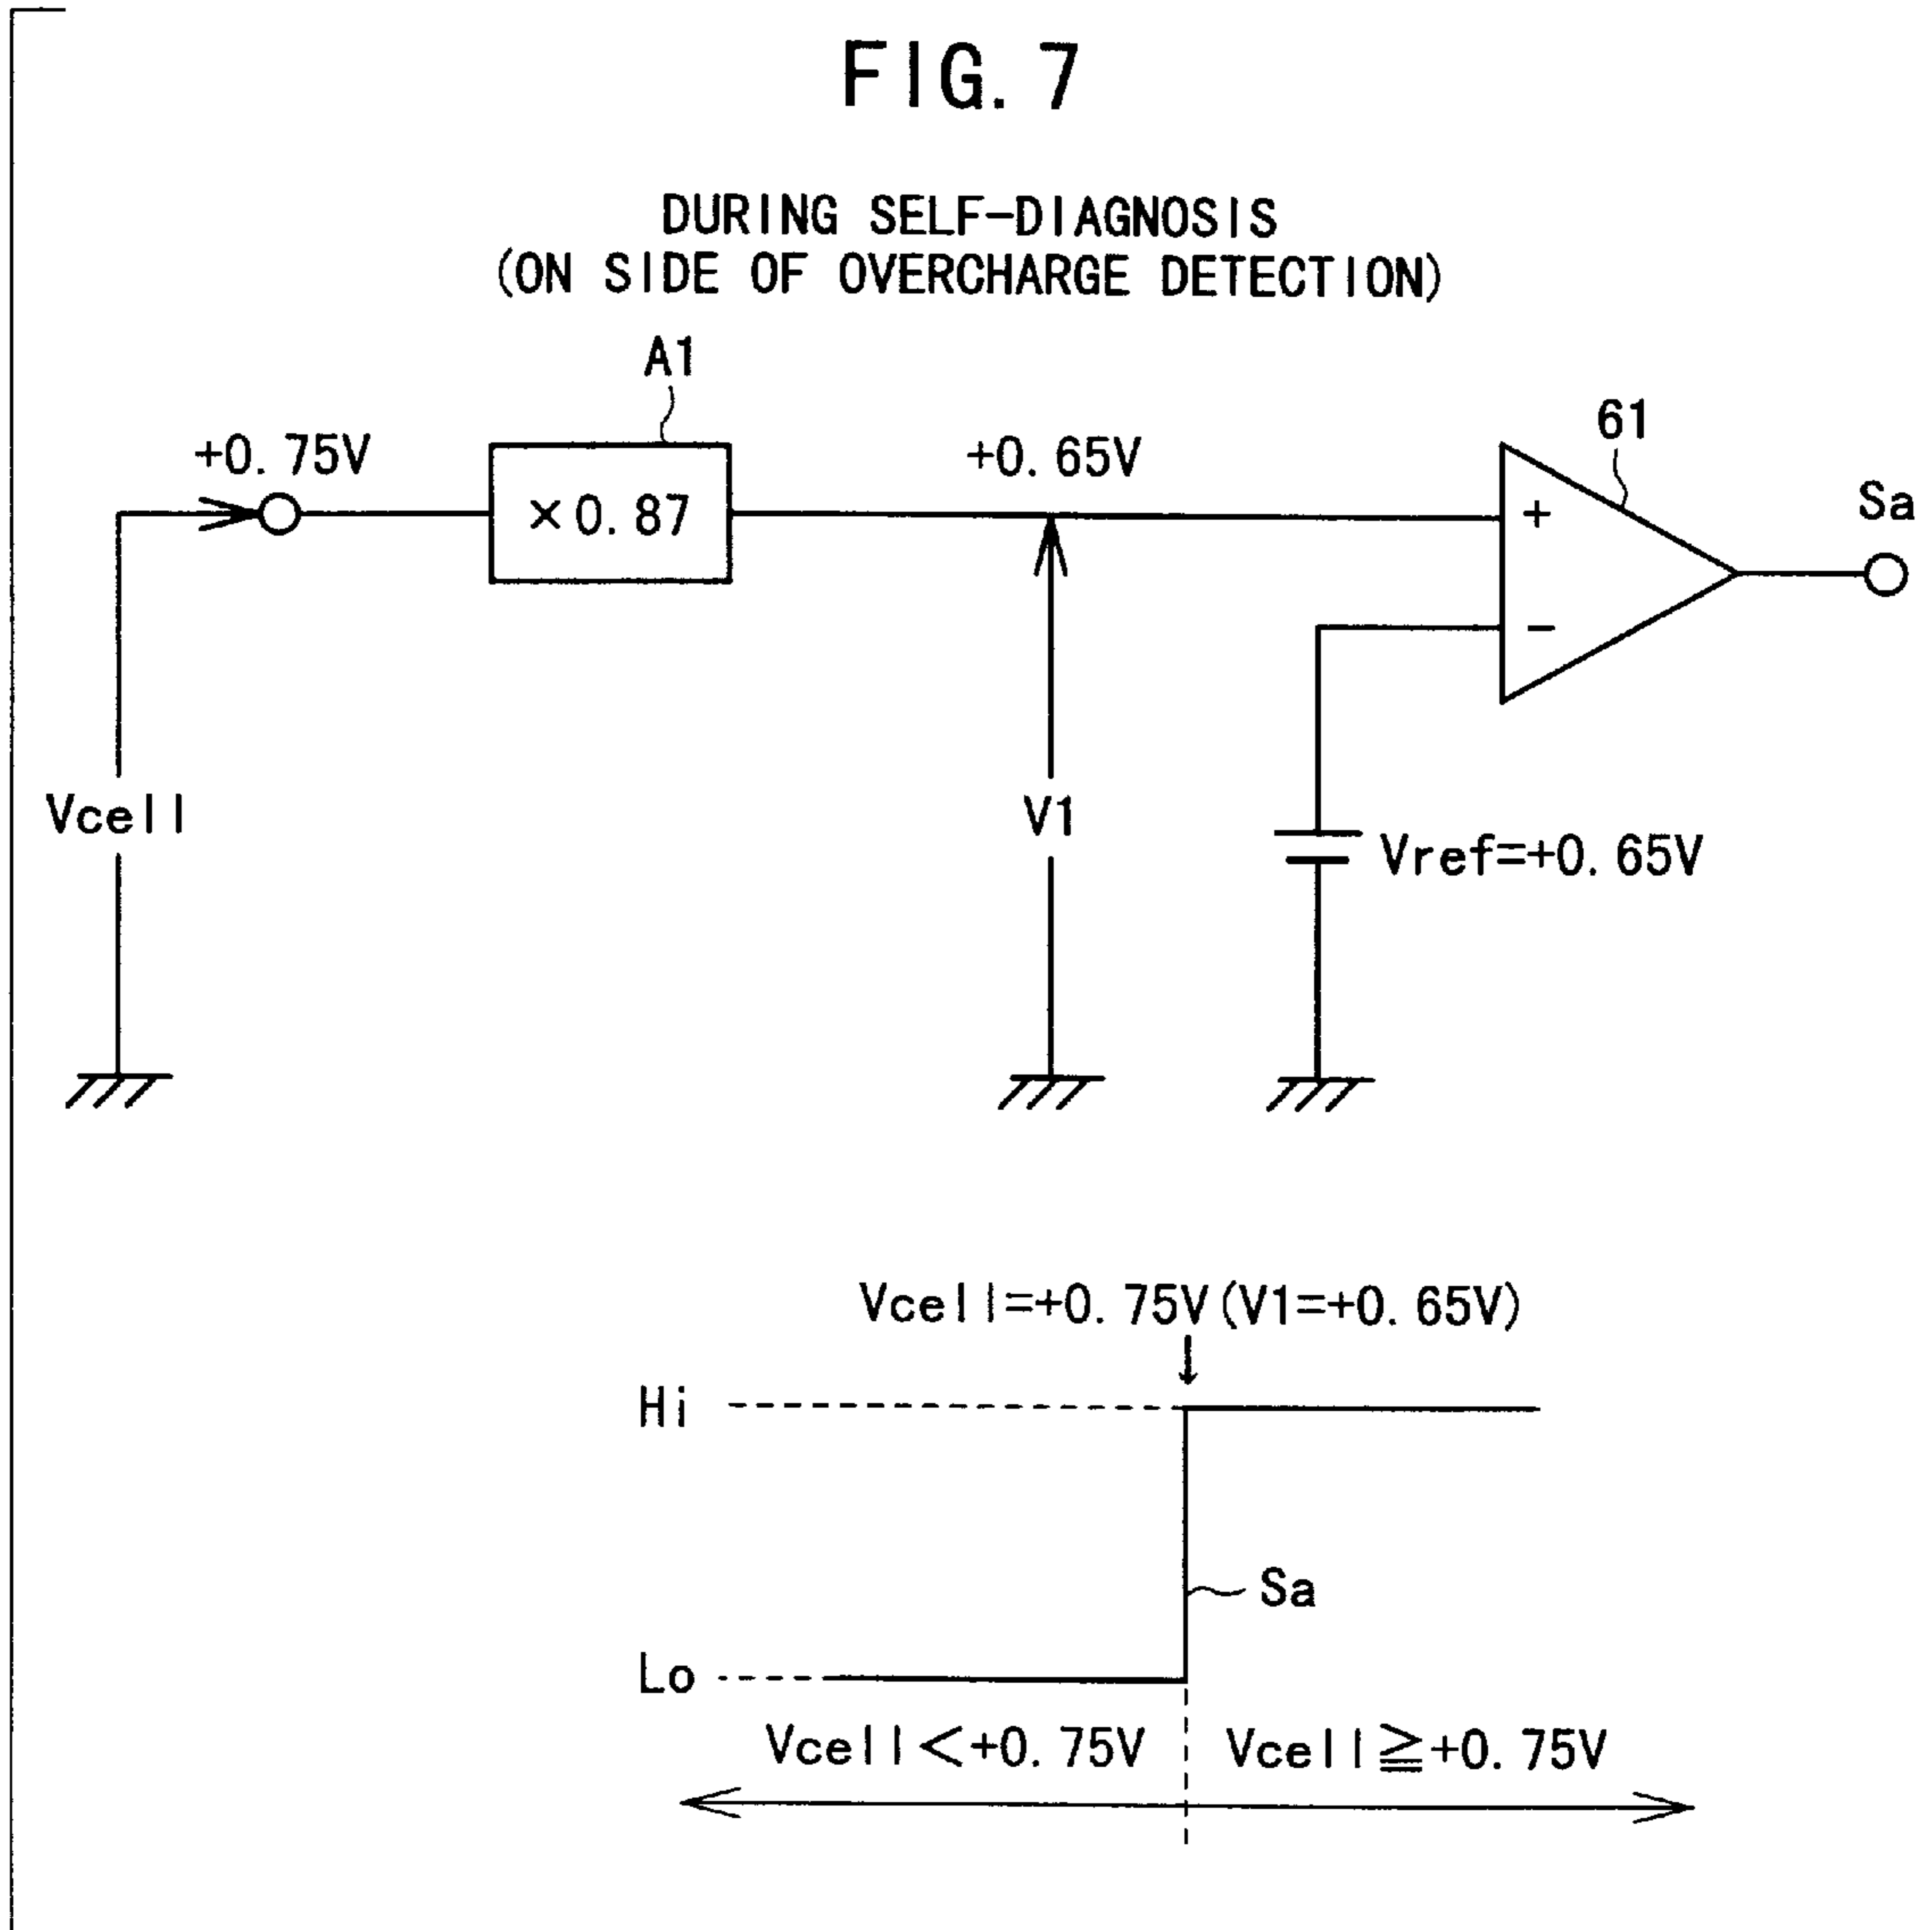 FIG. 7
DURING SELF-DIAGNOSIS
(ON SIDE OF OVERCHARGE DETECTION)
A1
+0.75V
×0.87
+0.65V
61
+
−
Sa
Vcell
V1
Vref=+0.65V
Vcell=+0.75V(V1=+0.65V)
Hi
Sa
Lo
Vcell<+0.75V Vcell≧+0.75V